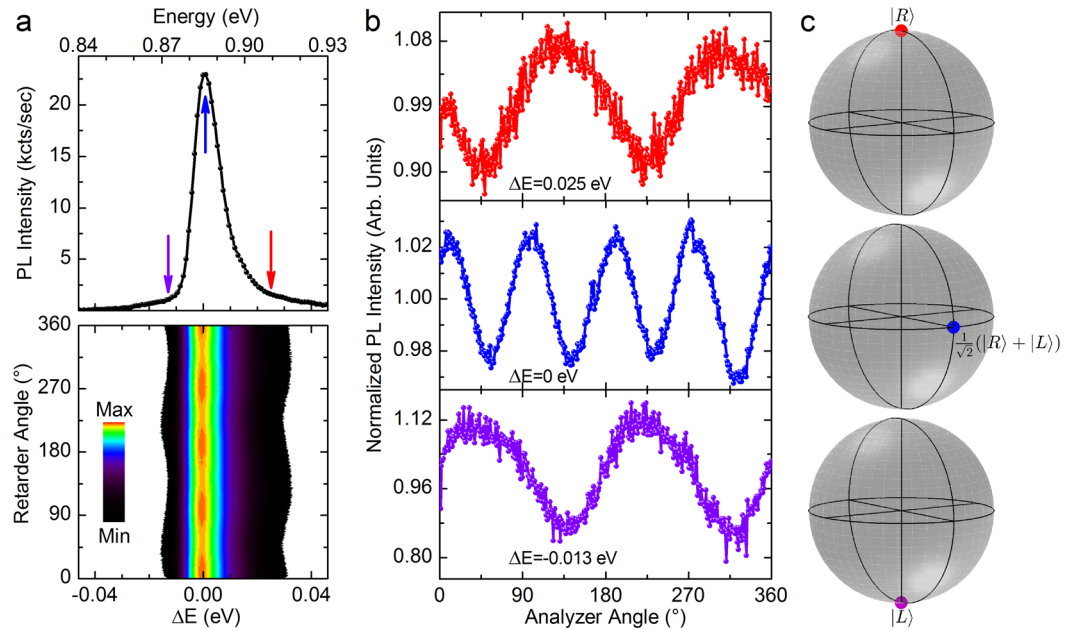 a
Energy (eV)
0.84 0.87 0.90 0.93
PL Intensity (kcts/sec)
22
15
8
2
Retarder Angle (°)
360
270
180
90
0
Max
Min
-0.04 0.00 0.04
ΔE (eV)
b
Normalized PL Intensity (Arb. Units)
1.08
0.99
0.90
ΔE=0.025 eV
1.02
1.00
0.98
ΔE=0 eV
1.12
0.96
0.80
ΔE=-0.013 eV
0 90 180 270 360
Analyzer Angle (°)
c
|R⟩
1/√2(|R⟩ + |L⟩)
|L⟩